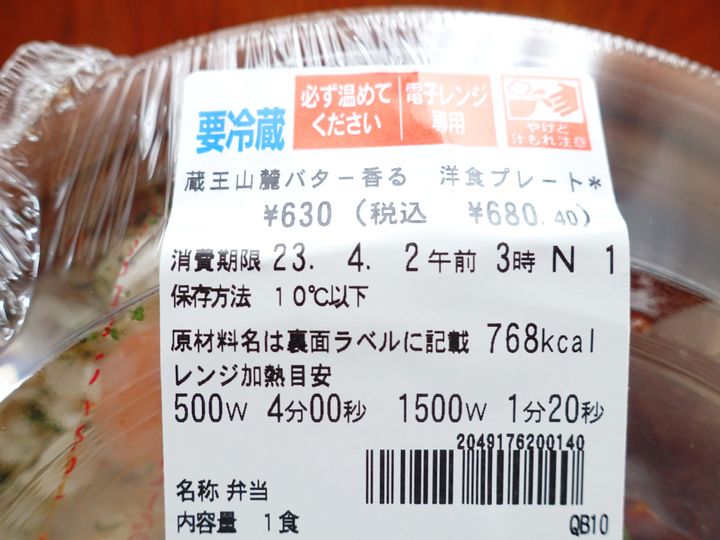 要冷蔵
必ず温めて
ください
電子レンジ
専用
やけど
汁もれ注意
蔵王山麓バター香る 洋食プレート*
¥630 (税込 ¥680.40)
消費期限 23. 4. 2午前 3時 N 1
保存方法 10℃以下
原材料名は裏面ラベルに記載 768kcal
レンジ加熱目安
500W 4分00秒 1500W 1分20秒
2049176200140
名称 弁当
内容量 1食
QB10